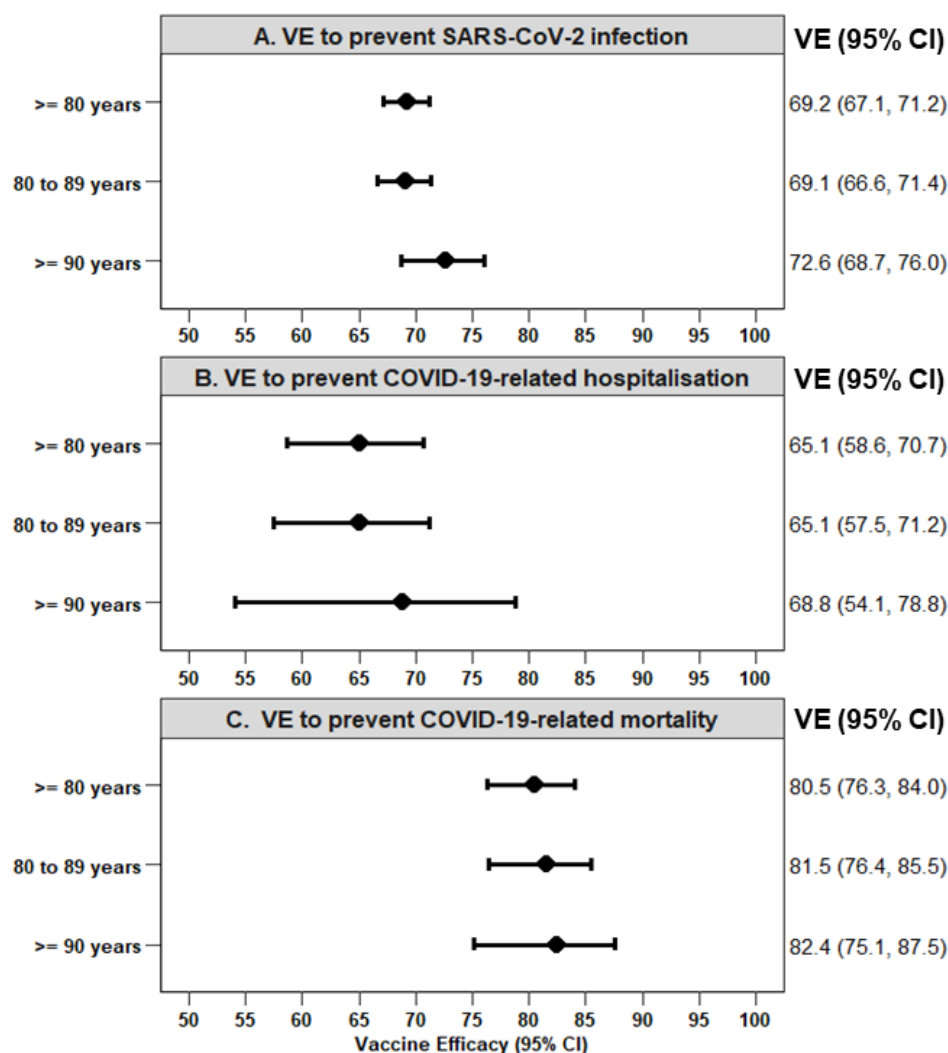 A. VE to prevent SARS-CoV-2 infection VE (95% CI)
>= 80 years 69.2 (67.1, 71.2)
80 to 89 years 69.1 (66.6, 71.4)
>= 90 years 72.6 (68.7, 76.0)
50 55 60 65 70 75 80 85 90 95 100
B. VE to prevent COVID-19-related hospitalisation VE (95% CI)
>= 80 years 65.1 (58.6, 70.7)
80 to 89 years 65.1 (57.5, 71.2)
>= 90 years 68.8 (54.1, 78.8)
50 55 60 65 70 75 80 85 90 95 100
C. VE to prevent COVID-19-related mortality VE (95% CI)
>= 80 years 80.5 (76.3, 84.0)
80 to 89 years 81.5 (76.4, 85.5)
>= 90 years 82.4 (75.1, 87.5)
50 55 60 65 70 75 80 85 90 95 100
Vaccine Efficacy (95% CI)